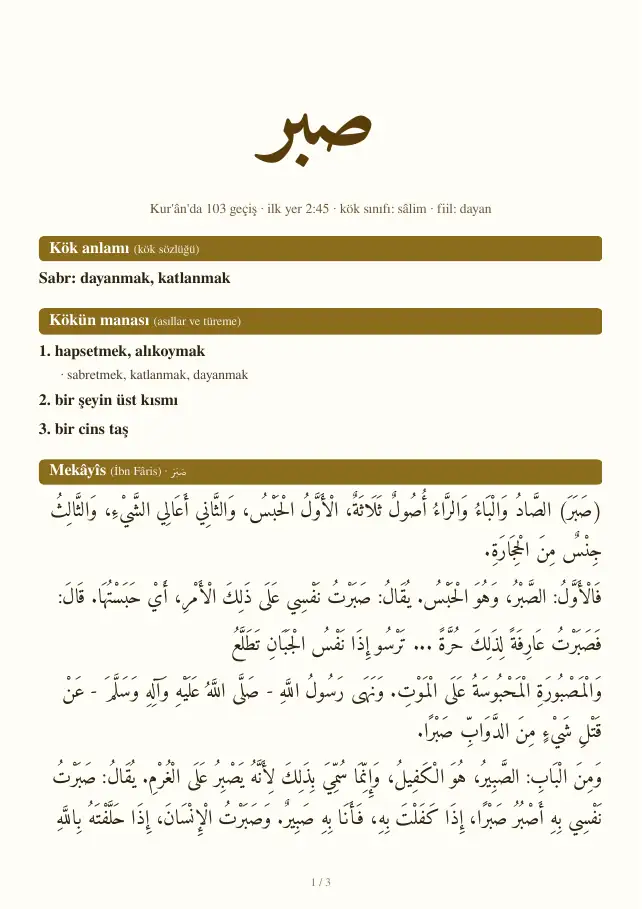 صبر
Kur'ân'da 103 geçiş · ilk yer 2:45 · kök sınıfı: sâlim · fiil: dayan
Kök anlamı (kök sözlüğü)
Sabr: dayanmak, katlanmak
Kökün manası (asıllar ve türeme)
1. hapsetmek, alıkoymak
· sabretmek, katlanmak, dayanmak
2. bir şeyin üst kısmı
3. bir cins taş
Mekâyîs (İbn Fâris) · صَبَرَ
(صَبَرَ) الصَّادُ وَالْبَاءُ وَالرَّاءُ أُصُولٌ ثَلَاثَةٌ، الْأَوَّلُ الْحَبْسُ، وَالثَّانِي أَعَالِي الشَّيْءِ، وَالثَّالِثُ
جِنْسٌ مِنَ الْحِجَارَةِ.
فَالْأَوَّلُ: الصَّبْرُ، وَهُوَ الْحَبْسُ. يُقَالُ: صَبَرْتُ نَفْسِي عَلَى ذَلِكَ الْأَمْرِ، أَيْ حَبَسْتُهَا. قَالَ:
فَصَبَرْتُ عَارِفَةً لِذَلِكَ حُرَّةً ... تَرْسُو إِذَا نَفْسُ الْجَبَانِ تَطَلَّعُ
وَالْمَصْبُورَةِ الْمَحْبُوسَةُ عَلَى الْمَوْتِ. وَنَهَى رَسُولُ اللَّهِ - صَلَّى اللَّهُ عَلَيْهِ وَآلِهِ وَسَلَّمَ - عَنْ
قَتْلِ شَيْءٍ مِنَ الدَّوَابِّ صَبْرًا.
وَمِنَ الْبَابِ: الصَّبِيرُ، هُوَ الْكَفِيلُ، وَإِنَّمَا سُمِّيَ بِذَلِكَ لِأَنَّهُ يَصْبِرُ عَلَى الْغُرْمِ. يُقَالُ: صَبَرْتُ
نَفْسِي بِهِ أَصْبُرُ صَبْرًا، إِذَا كَفَلْتَ بِهِ، فَأَنَا بِهِ صَبِيرٌ. وَصَبَرْتُ الْإِنْسَانَ، إِذَا حَلَّفْتَهُ بِاللَّهِ
1 / 3